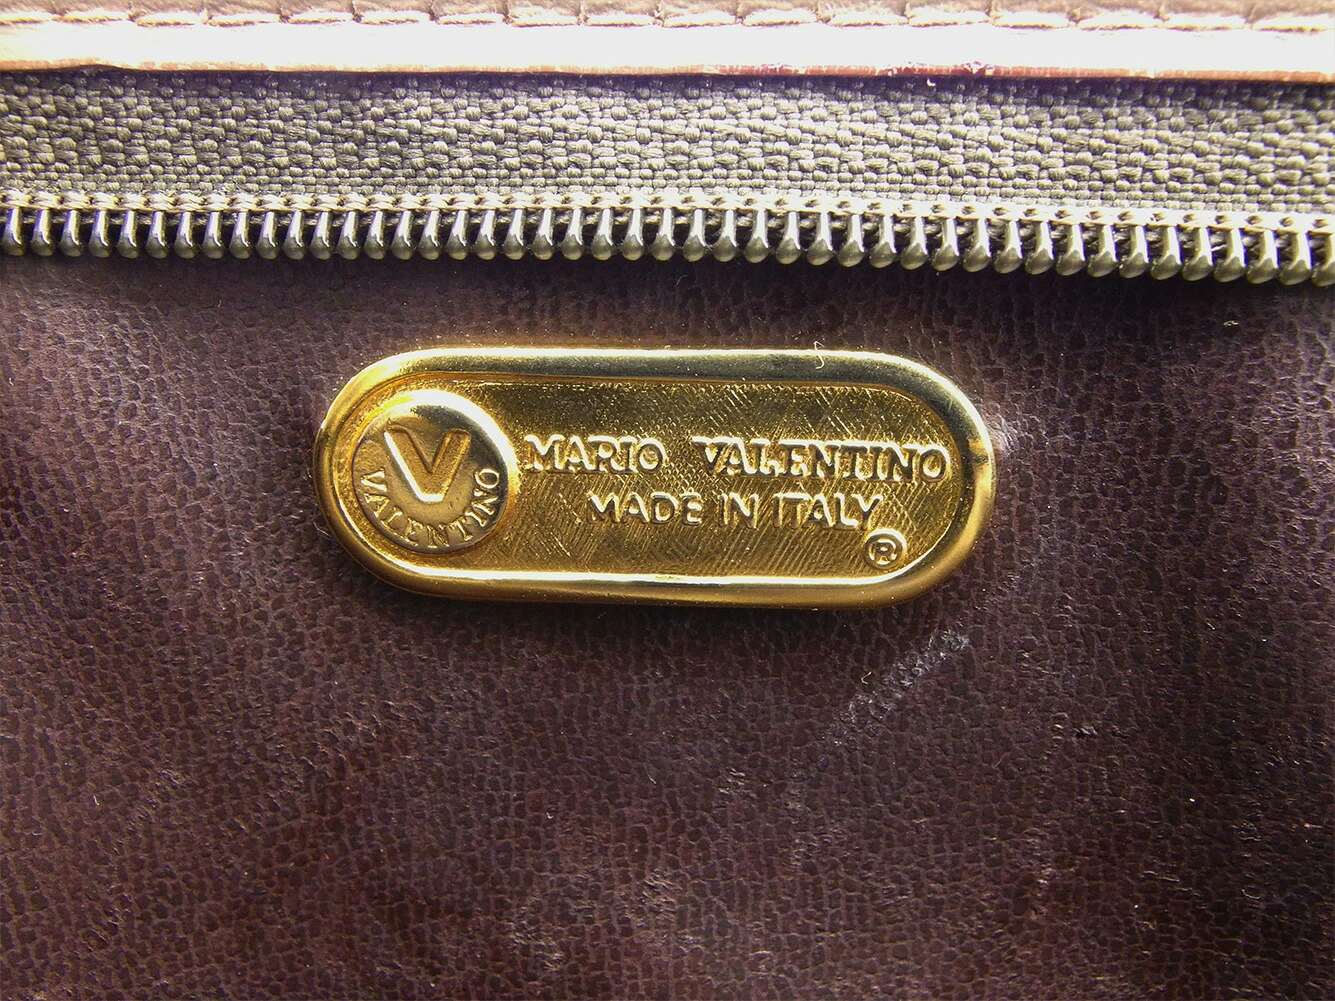 V
VALENTINO
MARIO VALENTINO
MADE IN ITALY
®